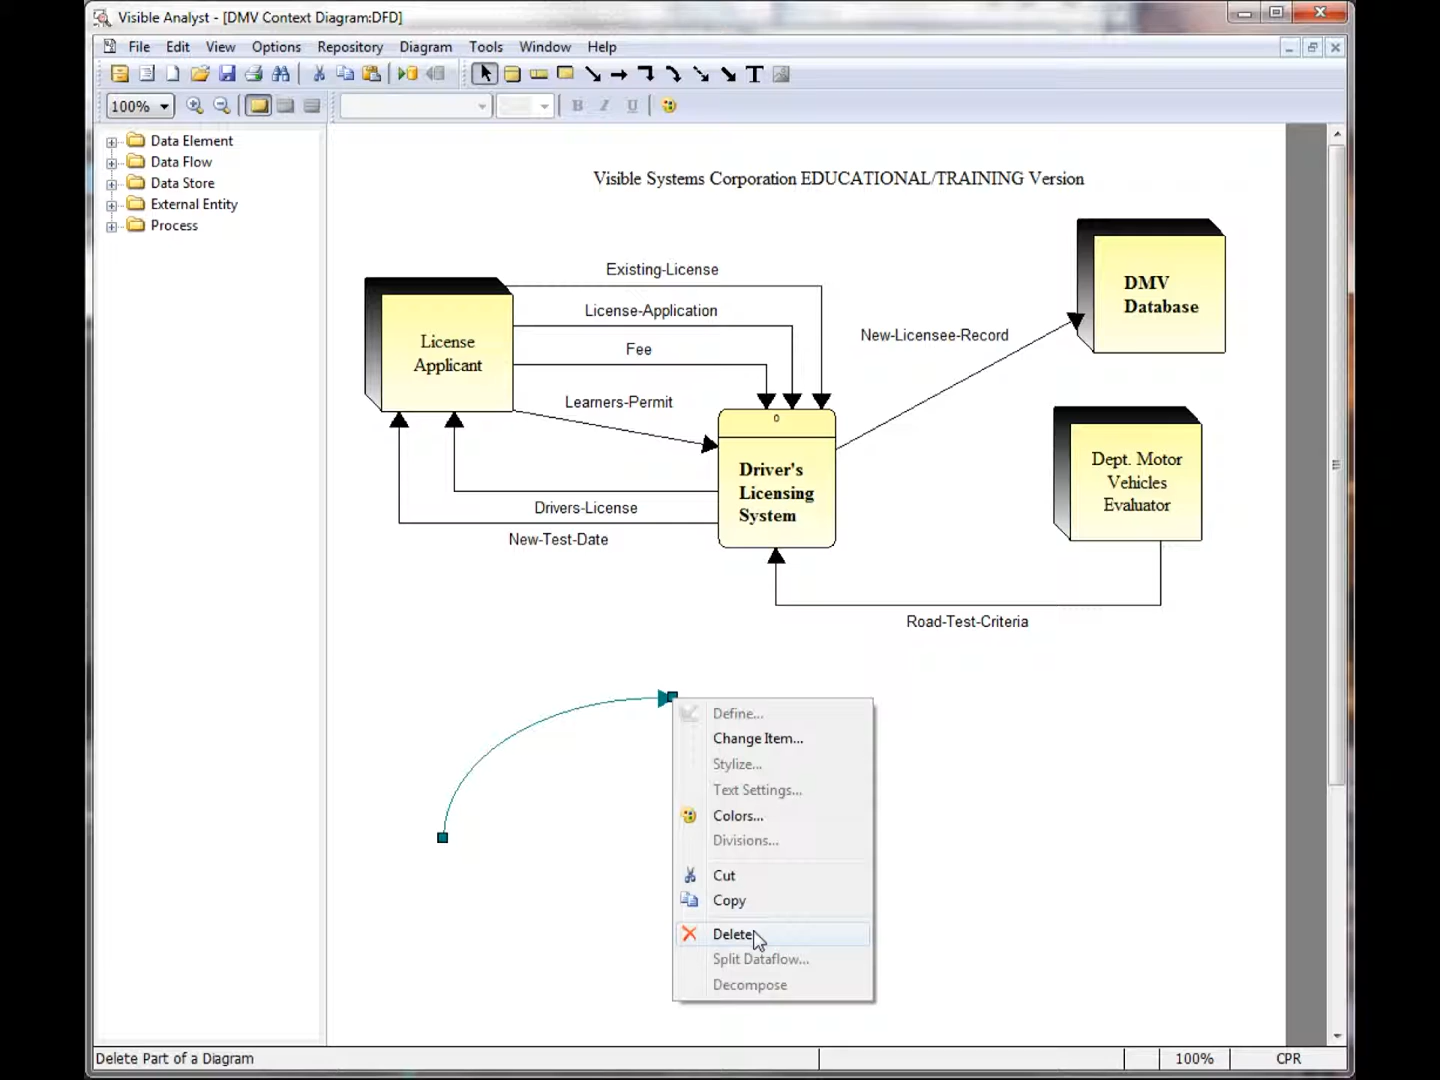 Visible Analyst - [DMV Context Diagram:DFD]
File Edit View Options Repository Diagram Tools Window Help
T
100% B I U
Data Element
Data Flow
Data Store
External Entity
Process
Visible Systems Corporation EDUCATIONAL/TRAINING Version
DMV
Database
Existing-License
License-Application
Fee
Learners-Permit
License
Applicant
New-Licensee-Record
0
Driver's
Licensing
System
Dept. Motor
Vehicles
Evaluator
Drivers-License
New-Test-Date
Road-Test-Criteria
Define...
Change Item...
Stylize...
Text Settings...
Colors...
Divisions...
Cut
Copy
Delete
Split Dataflow...
Decompose
Delete Part of a Diagram 100% CPR